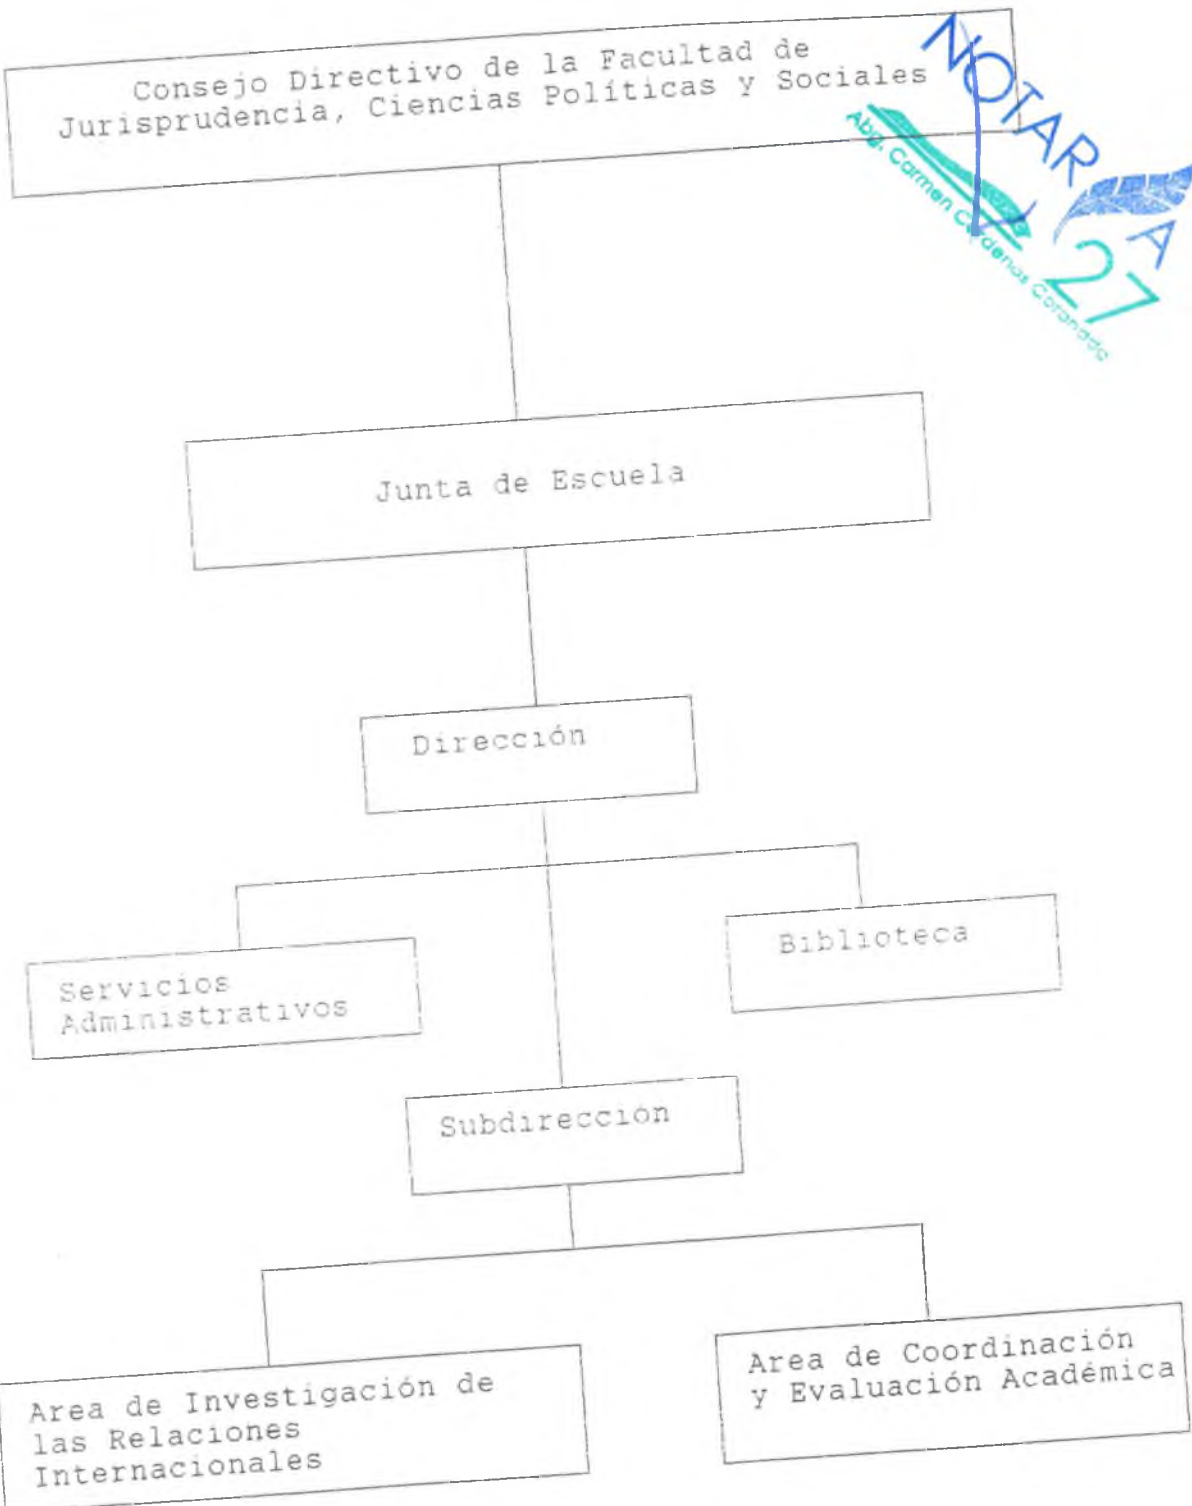 Consejo Directivo de la Facultad de
Jurisprudencia, Ciencias Políticas y Sociales
NOTAR A
27
Abg. Carmen Cárdenas Coronado
Junta de Escuela
Dirección
Servicios
Administrativos
Biblioteca
Subdirección
Area de Investigación de
las Relaciones
Internacionales
Area de Coordinación
y Evaluación Académica